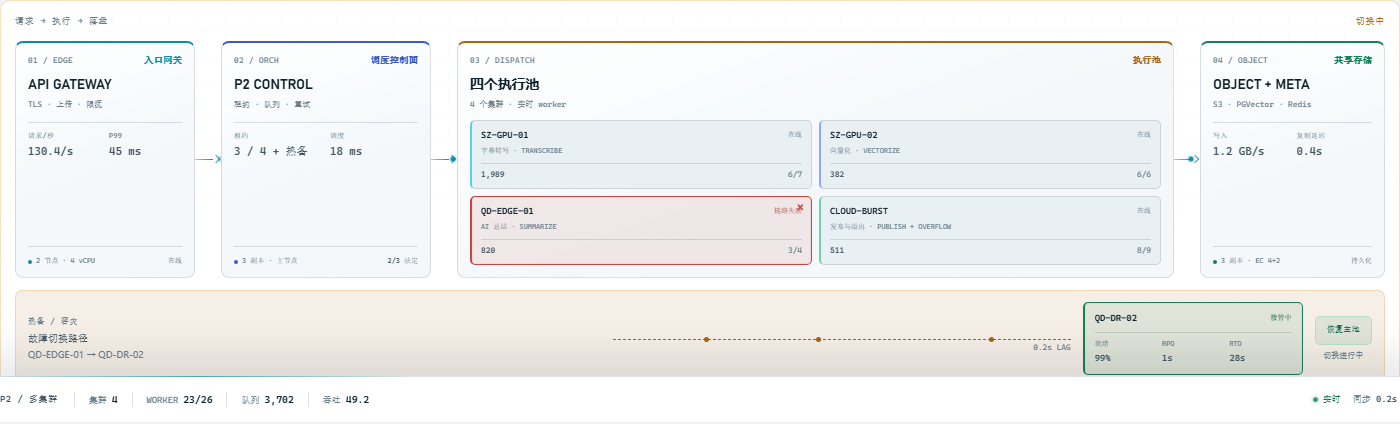 请求 → 执行 → 落盘
切换中
01 / EDGE
入口网关
API GATEWAY
TLS · 上传 · 限流
请求/秒
P99
130.4/s
45 ms
2 节点 · 4 vCPU
在线
02 / ORCH
调度控制面
P2 CONTROL
租约 · 队列 · 重试
租约
调度
3 / 4 + 热备
18 ms
3 副本 · 主节点
2/3 法定
03 / DISPATCH
执行池
四个执行池
4 个集群 · 实时 worker
SZ-GPU-01
在线
字幕转写 · TRANSCRIBE
1,989
6/7
SZ-GPU-02
在线
向量化 · VECTORIZE
382
6/6
QD-EDGE-01
链路失败
AI 总结 · SUMMARIZE
820
3/4
CLOUD-BURST
在线
发布与溢出 · PUBLISH + OVERFLOW
511
8/9
04 / OBJECT
共享存储
OBJECT + META
S3 · PGVector · Redis
写入
复制延迟
1.2 GB/s
0.4s
3 副本 · EC 4+2
持久化
热备 / 容灾
故障切换路径
QD-EDGE-01 → QD-DR-02
0.2s LAG
QD-DR-02
接管中
就绪
RPO
RTO
99%
1s
28s
恢复主池
切换进行中
P2 / 多集群
集群 4
WORKER 23/26
队列 3,702
吞吐 49.2
实时
同步 0.2s